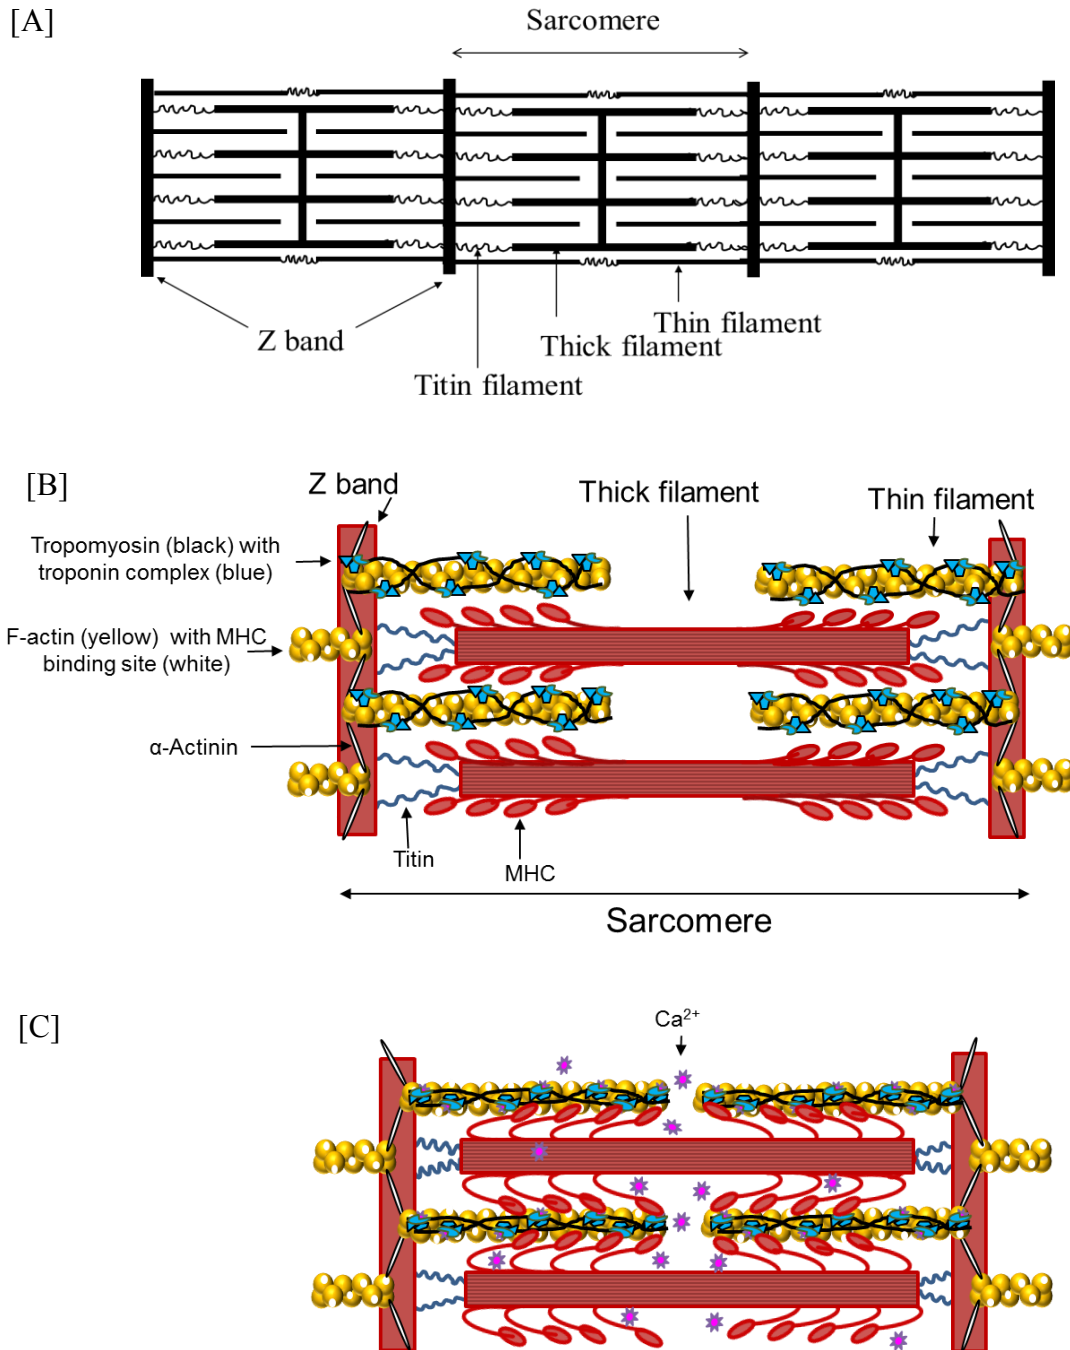 [A]
Sarcomere
Z band
Thin filament
Thick filament
Titin filament
[B]
Z band
Thick filament
Thin filament
Tropomyosin (black) with
troponin complex (blue)
F-actin (yellow) with MHC
binding site (white)
α-Actinin
Titin
MHC
Sarcomere
[C]
Ca²⁺